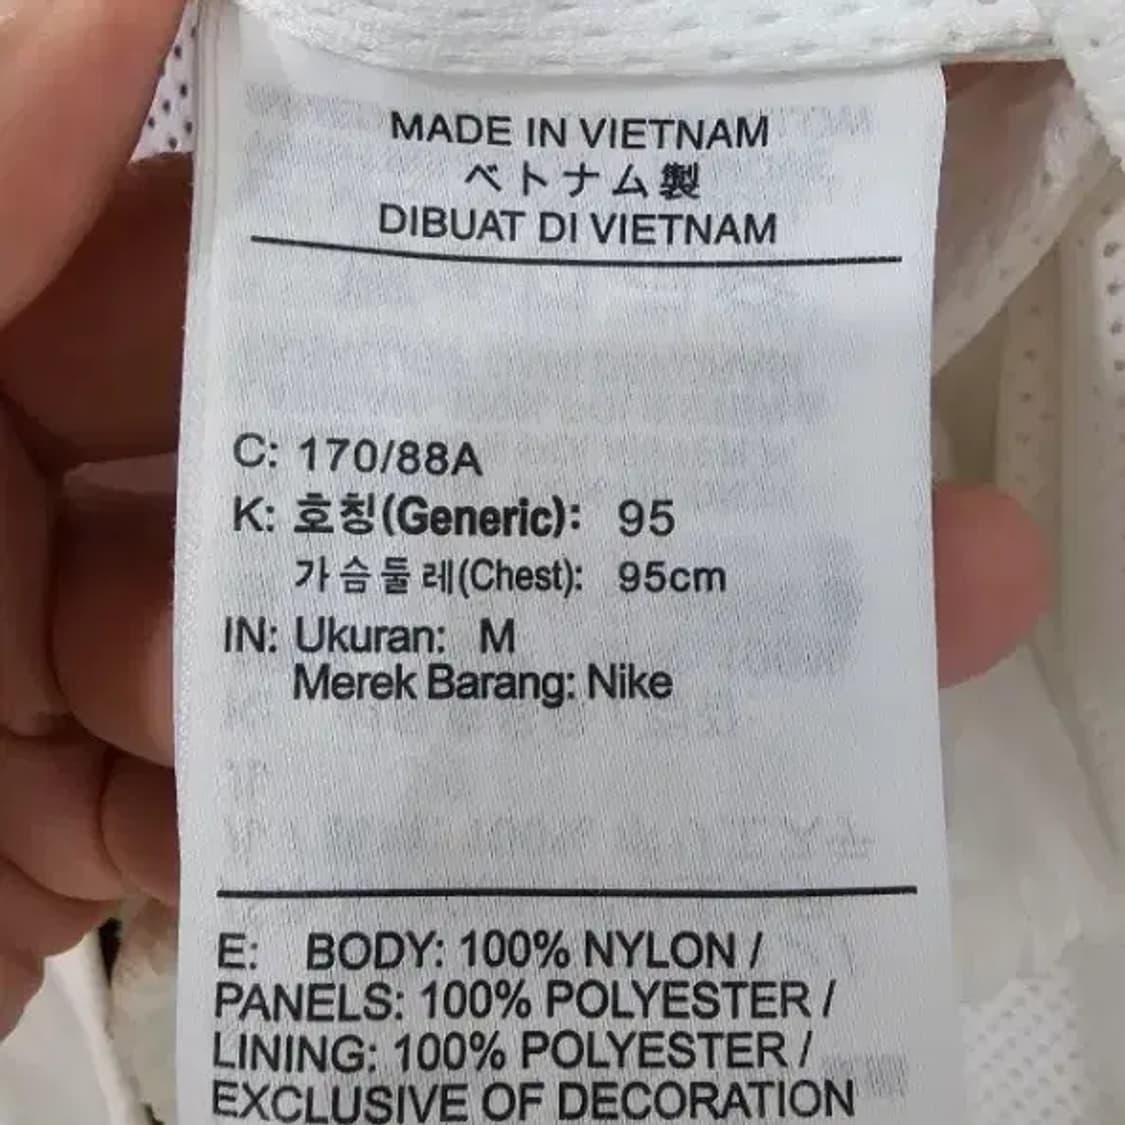 MADE IN VIETNAM
ベトナム製
DIBUAT DI VIETNAM
C: 170/88A
K: 호칭(Generic): 95
가슴둘레(Chest): 95cm
IN: Ukuran: M
Merek Barang: Nike
E: BODY: 100% NYLON /
PANELS: 100% POLYESTER /
LINING: 100% POLYESTER /
EXCLUSIVE OF DECORATION